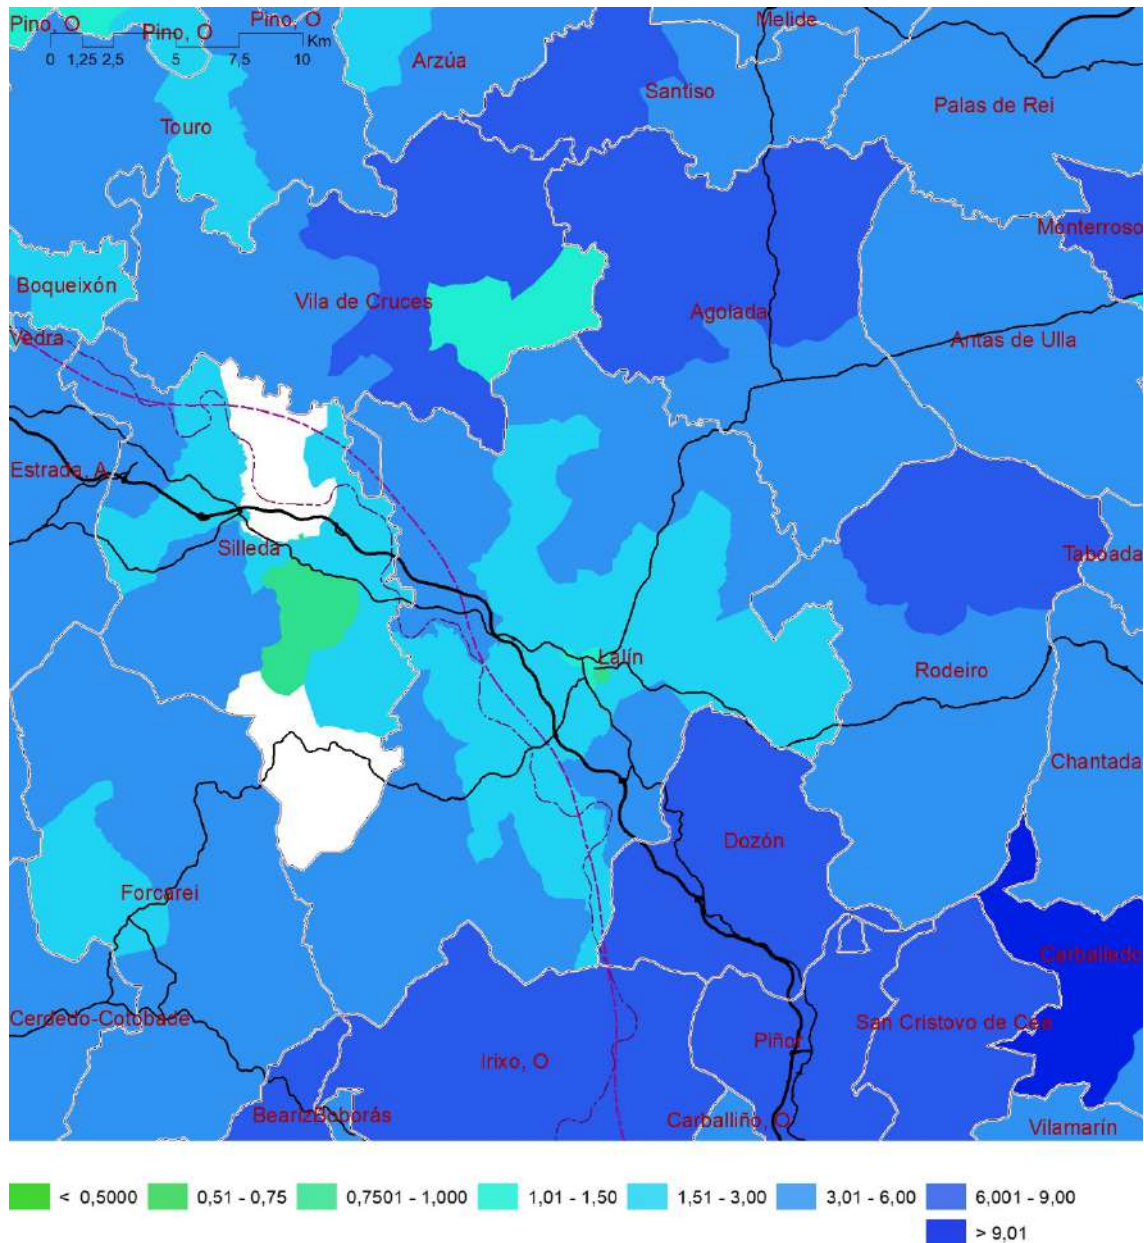 Pino, O
Pino, O
Pino, O
Melide
Km
0 1,25 2,5 5 7,5 10
Arzúa
Santiso
Palas de Rei
Touro
Monterroso
Boqueixón
Vila de Cruces
Agolada
Vedra
Antas de Ulla
Estrada, A
Silleda
Taboada
Lalín
Rodeiro
Chantada
Dozón
Forcarei
Carballedo
Cerdedo-Cotobade
San Cristovo de Cea
Piñor
Irixo, O
Beariz
Boborás
Carballiño, O
Vilamarín
< 0,5000 0,51 - 0,75 0,7501 - 1,000 1,01 - 1,50 1,51 - 3,00 3,01 - 6,00 6,001 - 9,00
> 9,01